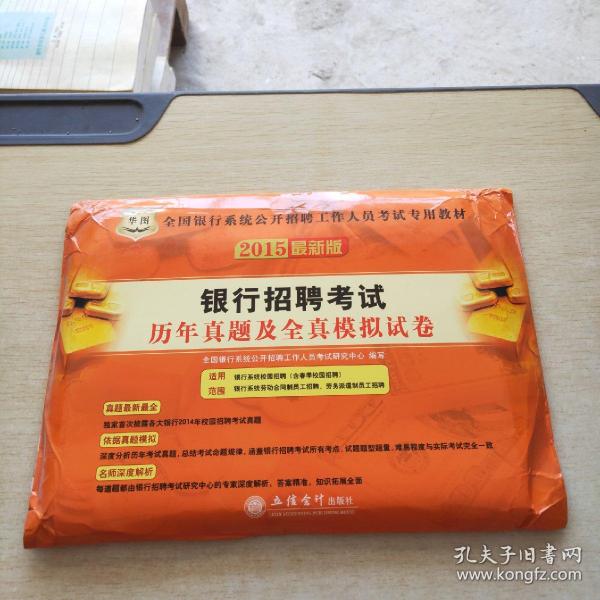 华图
全国银行系统公开招聘工作人员考试专用教材
2015最新版
银行招聘考试
历年真题及全真模拟试卷
全国银行系统公开招聘工作人员考试研究中心 编写
适用范围
银行系统校园招聘（含春季校园招聘）
银行系统劳动合同制员工招聘、劳务派遣制员工招聘
真题最新最全
独家首次披露各大银行2014年校园招聘考试真题
依据真题模拟
深度分析历年考试真题，总结考试命题规律，涵盖银行招聘考试所有考点，试题题型题量、难易程度与实际考试完全一致
名师深度解析
每道题都由银行招聘考试研究中心的专家深度解析，答案精准，知识拓展全面
立信会计出版社
LIXIN ACCOUNTING PUBLISHING HOUSE
孔夫子旧书网
www.kongfz.com